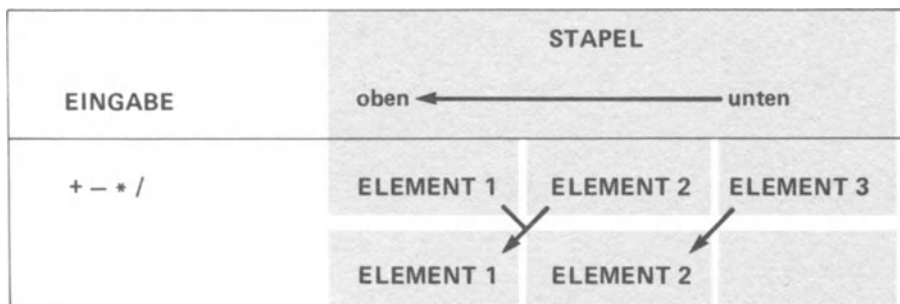 STAPEL
EINGABE oben unten
+ – * / ELEMENT 1 ELEMENT 2 ELEMENT 3
ELEMENT 1 ELEMENT 2